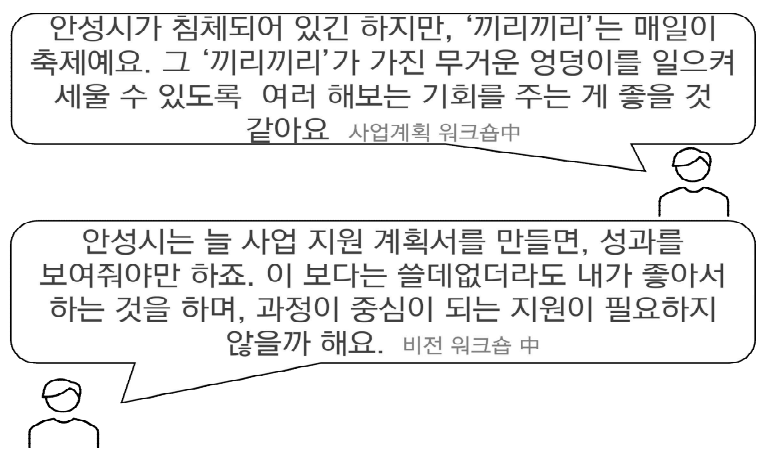 안성시가 침체되어 있긴 하지만, ‘끼리끼리’는 매일이
축제예요. 그 ‘끼리끼리’가 가진 무거운 엉덩이를 일으켜
세울 수 있도록 여러 해보는 기회를 주는 게 좋을 것
같아요 사업계획 워크숍中
안성시는 늘 사업 지원 계획서를 만들면, 성과를
보여줘야만 하죠. 이 보다는 쓸데없더라도 내가 좋아서
하는 것을 하며, 과정이 중심이 되는 지원이 필요하지
않을까 해요. 비전 워크숍 中